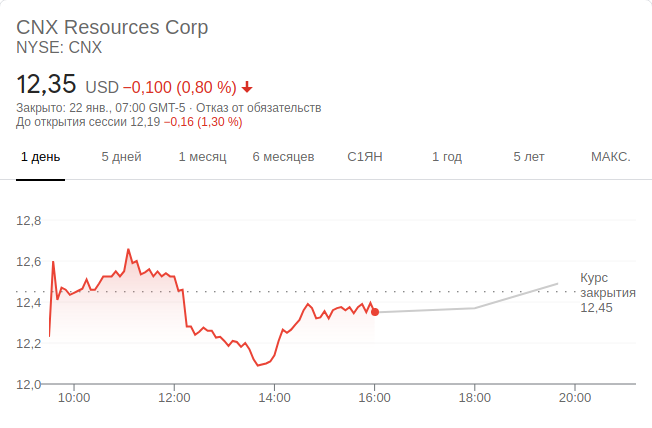 CNX Resources Corp
NYSE: CNX
12,35 USD −0,100 (0,80 %)
Закрыто: 22 янв., 07:00 GMT-5 · Отказ от обязательств
До открытия сессии 12,19 −0,16 (1,30 %)
1 день 5 дней 1 месяц 6 месяцев С1ЯН 1 год 5 лет МАКС.
12,8
12,6
Курс
закрытия
12,45
12,4
12,2
12,0
10:00 12:00 14:00 16:00 18:00 20:00